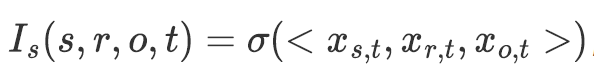 I_s(s, r, o, t) = σ(< x_{s,t}, x_{r,t}, x_{o,t} >)